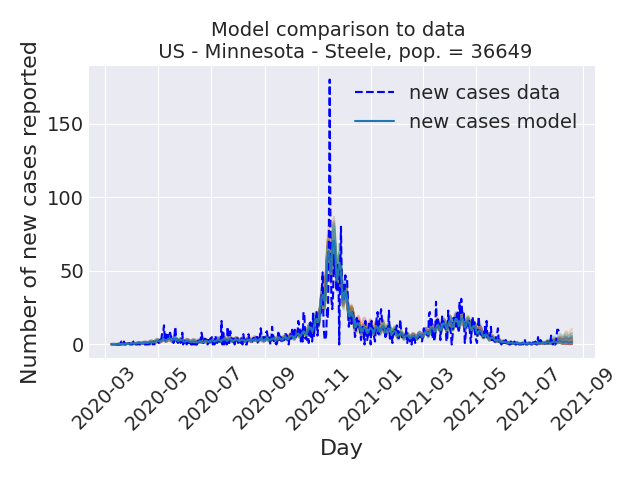 Model comparison to data
US - Minnesota - Steele, pop. = 36649
Number of new cases reported
150
100
50
0
new cases data
new cases model
2020-03
2020-05
2020-07
2020-09
2020-11
2021-01
2021-03
2021-05
2021-07
2021-09
Day